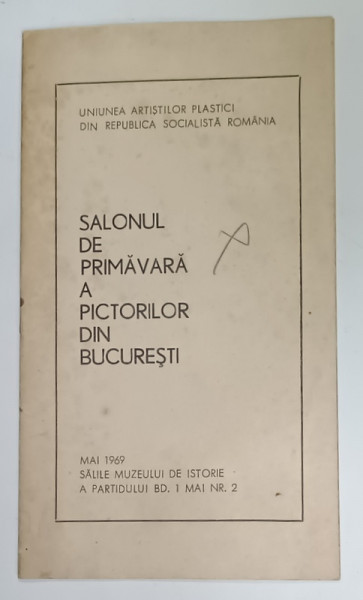 UNIUNEA ARTIȘTILOR PLASTICI
DIN REPUBLICA SOCIALISTĂ ROMÂNIA
SALONUL
DE
PRIMĂVARĂ
A
PICTORILOR
DIN
BUCUREȘTI
MAI 1969
SĂLILE MUZEULUI DE ISTORIE
A PARTIDULUI BD. 1 MAI NR. 2